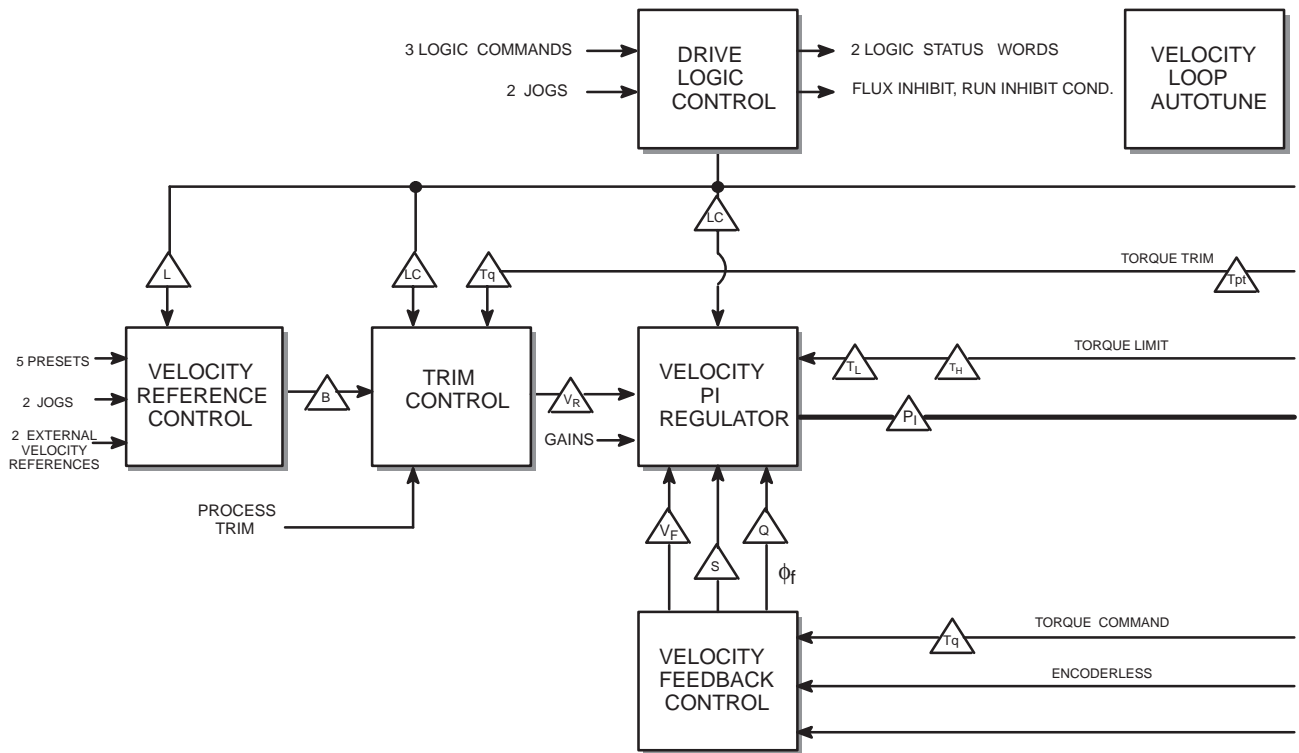 3 LOGIC COMMANDS
2 JOGS
DRIVE
LOGIC
CONTROL
2 LOGIC STATUS WORDS
FLUX INHIBIT, RUN INHIBIT COND.
VELOCITY
LOOP
AUTOTUNE
LC
L
LC
Tq
TORQUE TRIM
Tpt
5 PRESETS
2 JOGS
2 EXTERNAL
VELOCITY
REFERENCES
VELOCITY
REFERENCE
CONTROL
B
TRIM
CONTROL
VR
GAINS
VELOCITY
PI
REGULATOR
TORQUE LIMIT
TL
TH
PI
PROCESS
TRIM
VF
S
Q
ϕf
VELOCITY
FEEDBACK
CONTROL
TORQUE COMMAND
Tq
ENCODERLESS